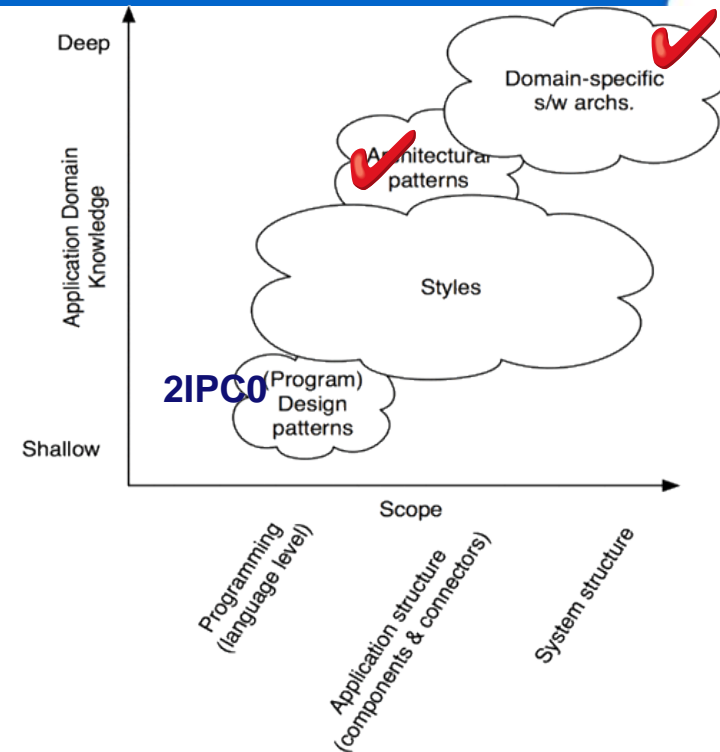 Deep
Domain-specific
s/w archs.
Architectural
patterns
Application Domain
Knowledge
Styles
2IPC0
(Program)
Design
patterns
Shallow
Scope
Programming
(language level)
Application structure
(components & connectors)
System structure